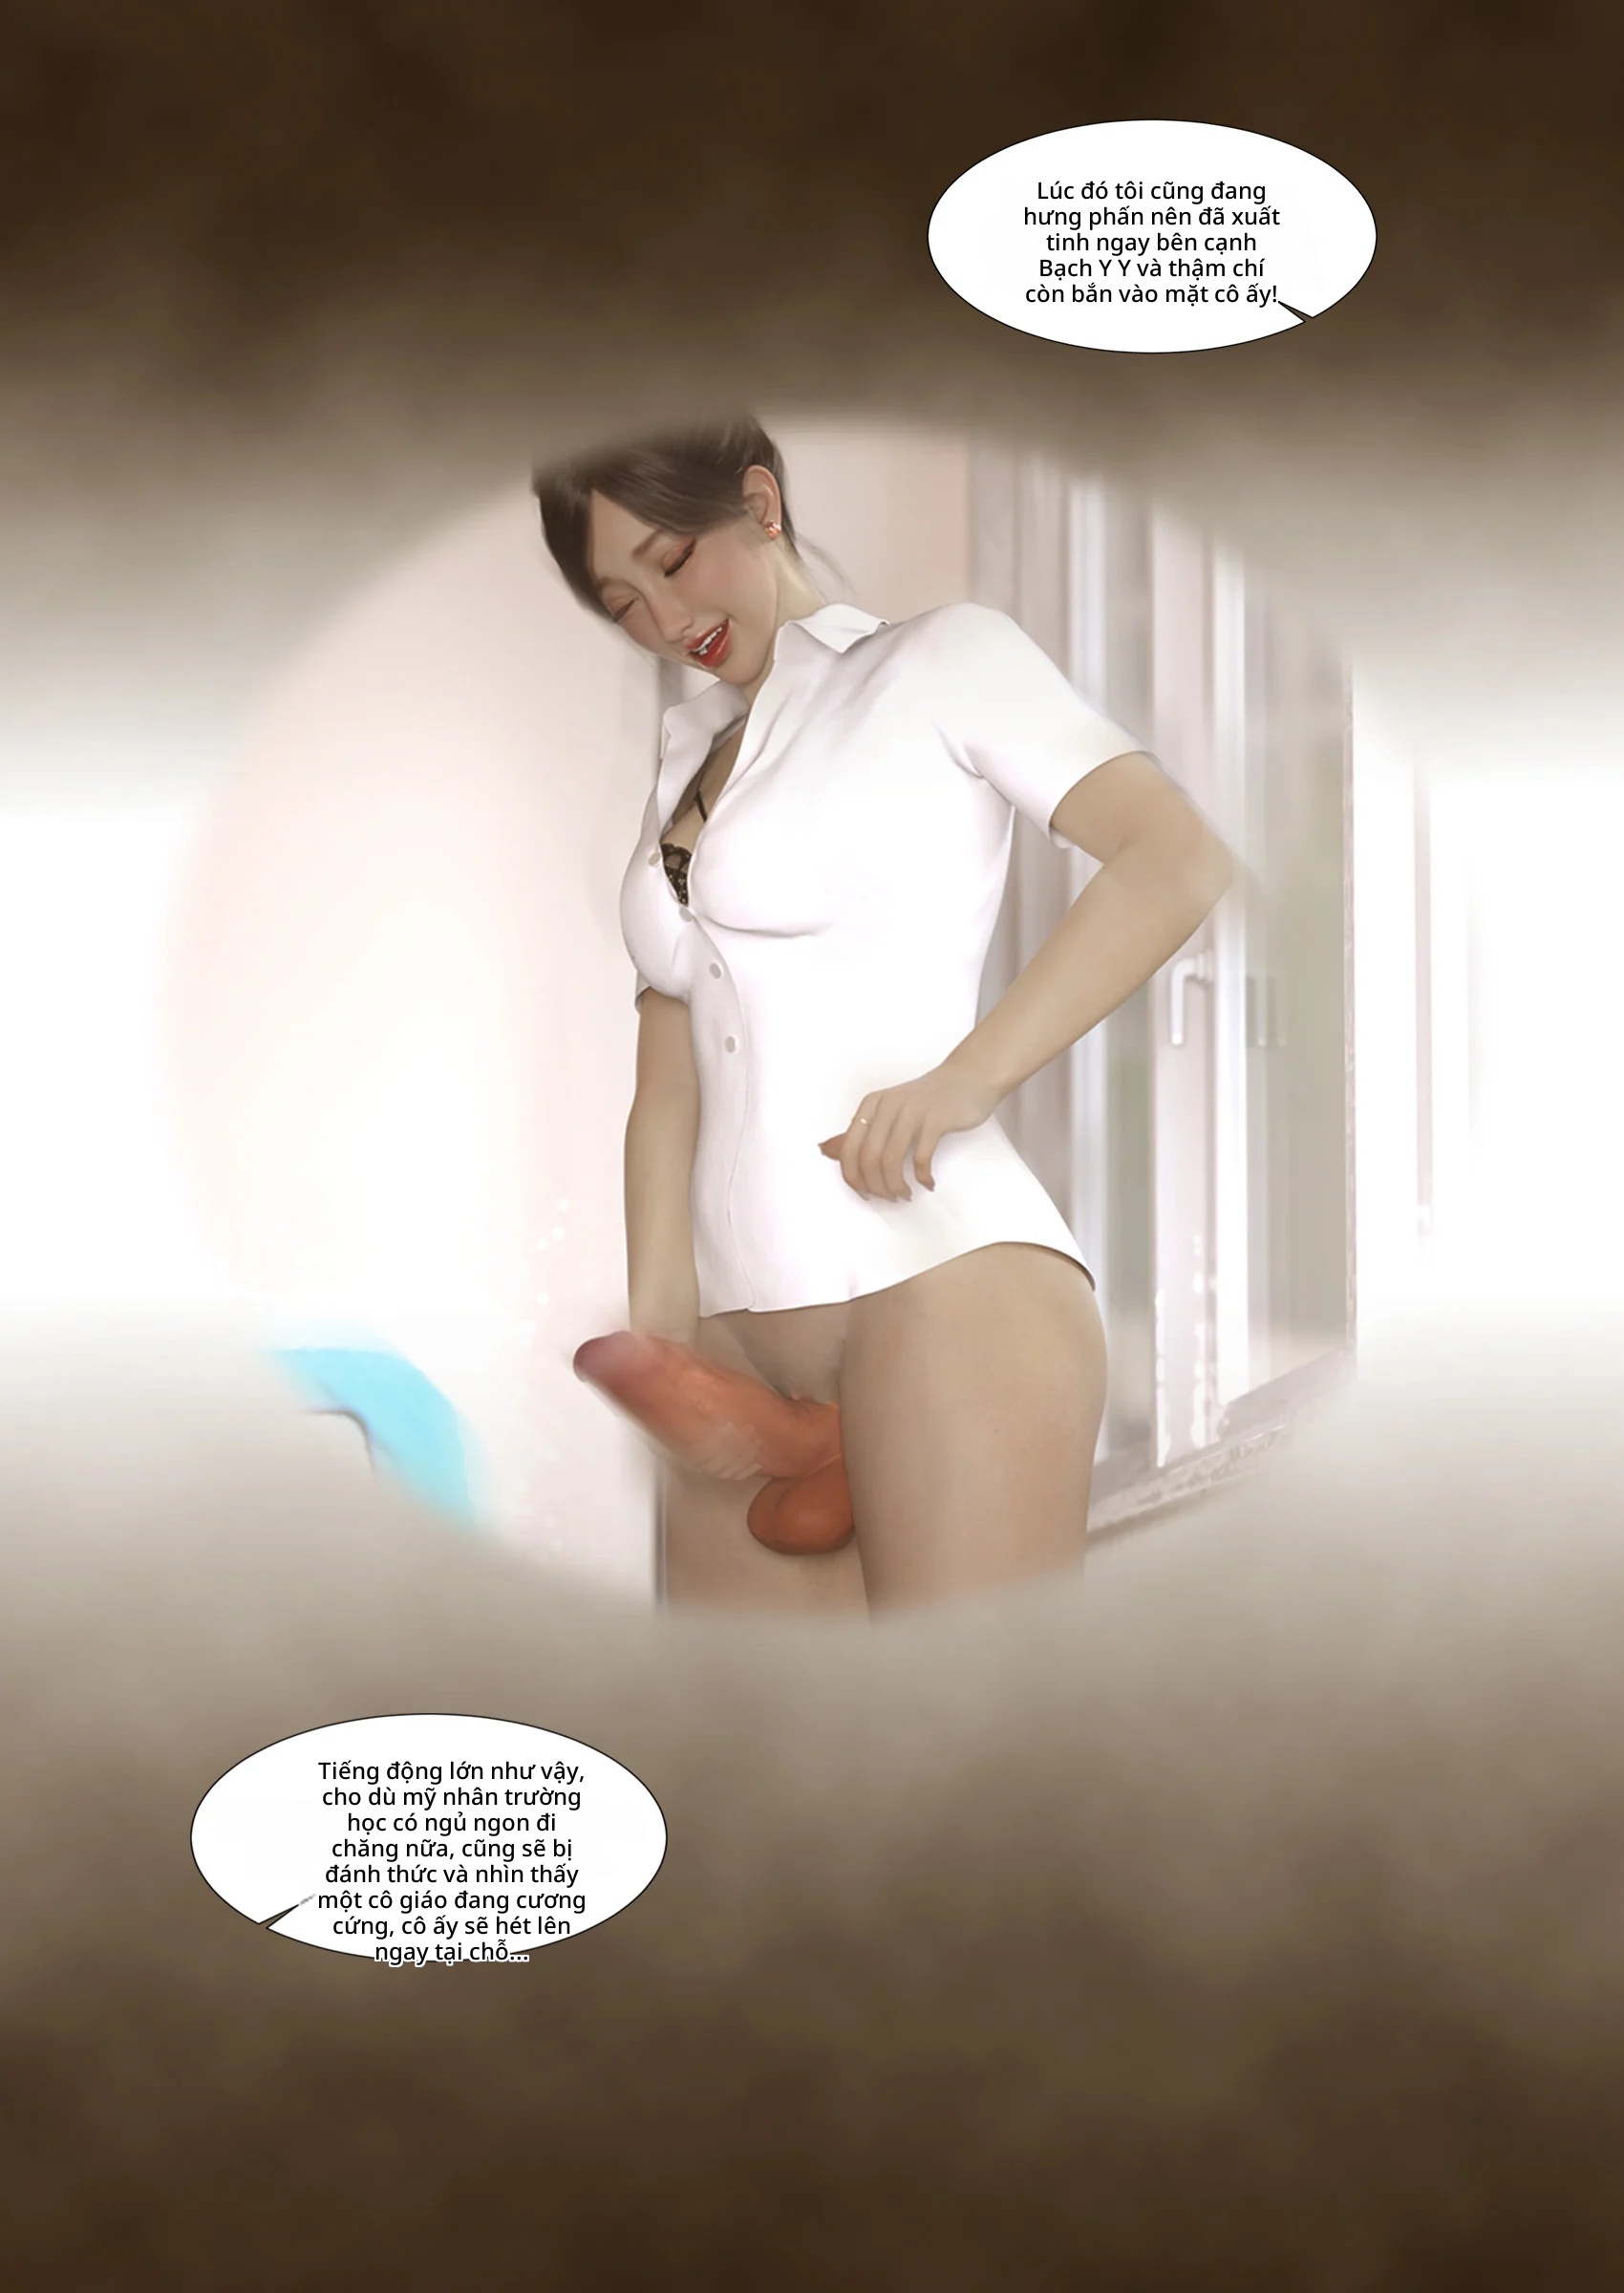 Lúc đó tôi cũng đang
hưng phấn nên đã xuất
tinh ngay bên cạnh
Bạch Y Y và thậm chí
còn bắn vào mặt cô ấy!
Tiếng động lớn như vậy,
cho dù mỹ nhân trường
học có ngủ ngon đi
chăng nữa, cũng sẽ bị
đánh thức và nhìn thấy
một cô giáo đang cương
cứng, cô ấy sẽ hét lên
ngay tại chỗ...